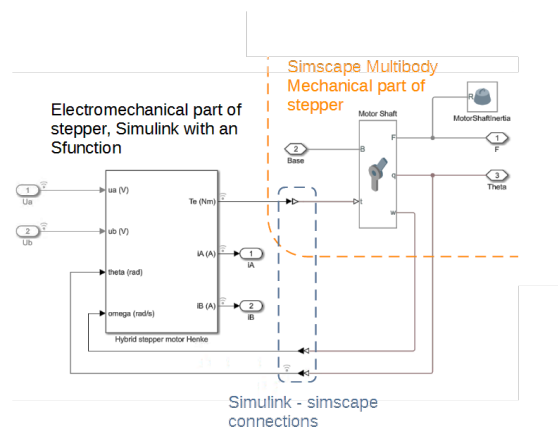 Simscape Multibody
Mechanical part of
stepper
Electromechanical part of
stepper, Simulink with an
Sfunction
Motor Shaft
R
MotorShaftInertia
F
1
F
2
Base
B
q
3
Theta
t
w
1
Ua
ua (V)
Te (Nm)
2
Ub
ub (V)
iA (A)
1
iA
theta (rad)
IB (A)
2
iB
omega (rad/s)
Hybrid stepper motor Henke
Simulink - simscape
connections